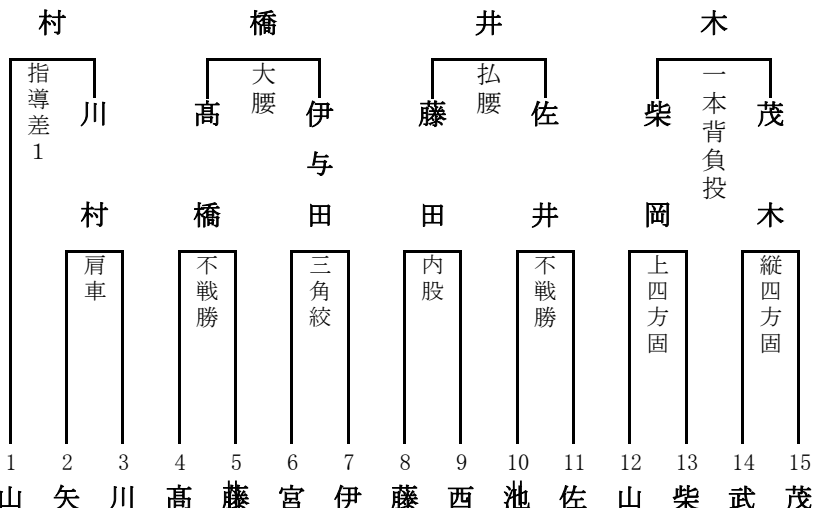 村 橋 井 木
指導差1
大腰
払腰
一本背負投
川 髙 伊与 藤 佐 柴 茂
村 橋 田 田 井 岡 木
肩車
不戦勝
三角絞
内股
不戦勝
上四方固
縦四方固
1 2 3 4 5 6 7 8 9 10 11 12 13 14 15
山 矢 川 髙 藤 宮 伊 藤 西 池 佐 山 柴 武 茂